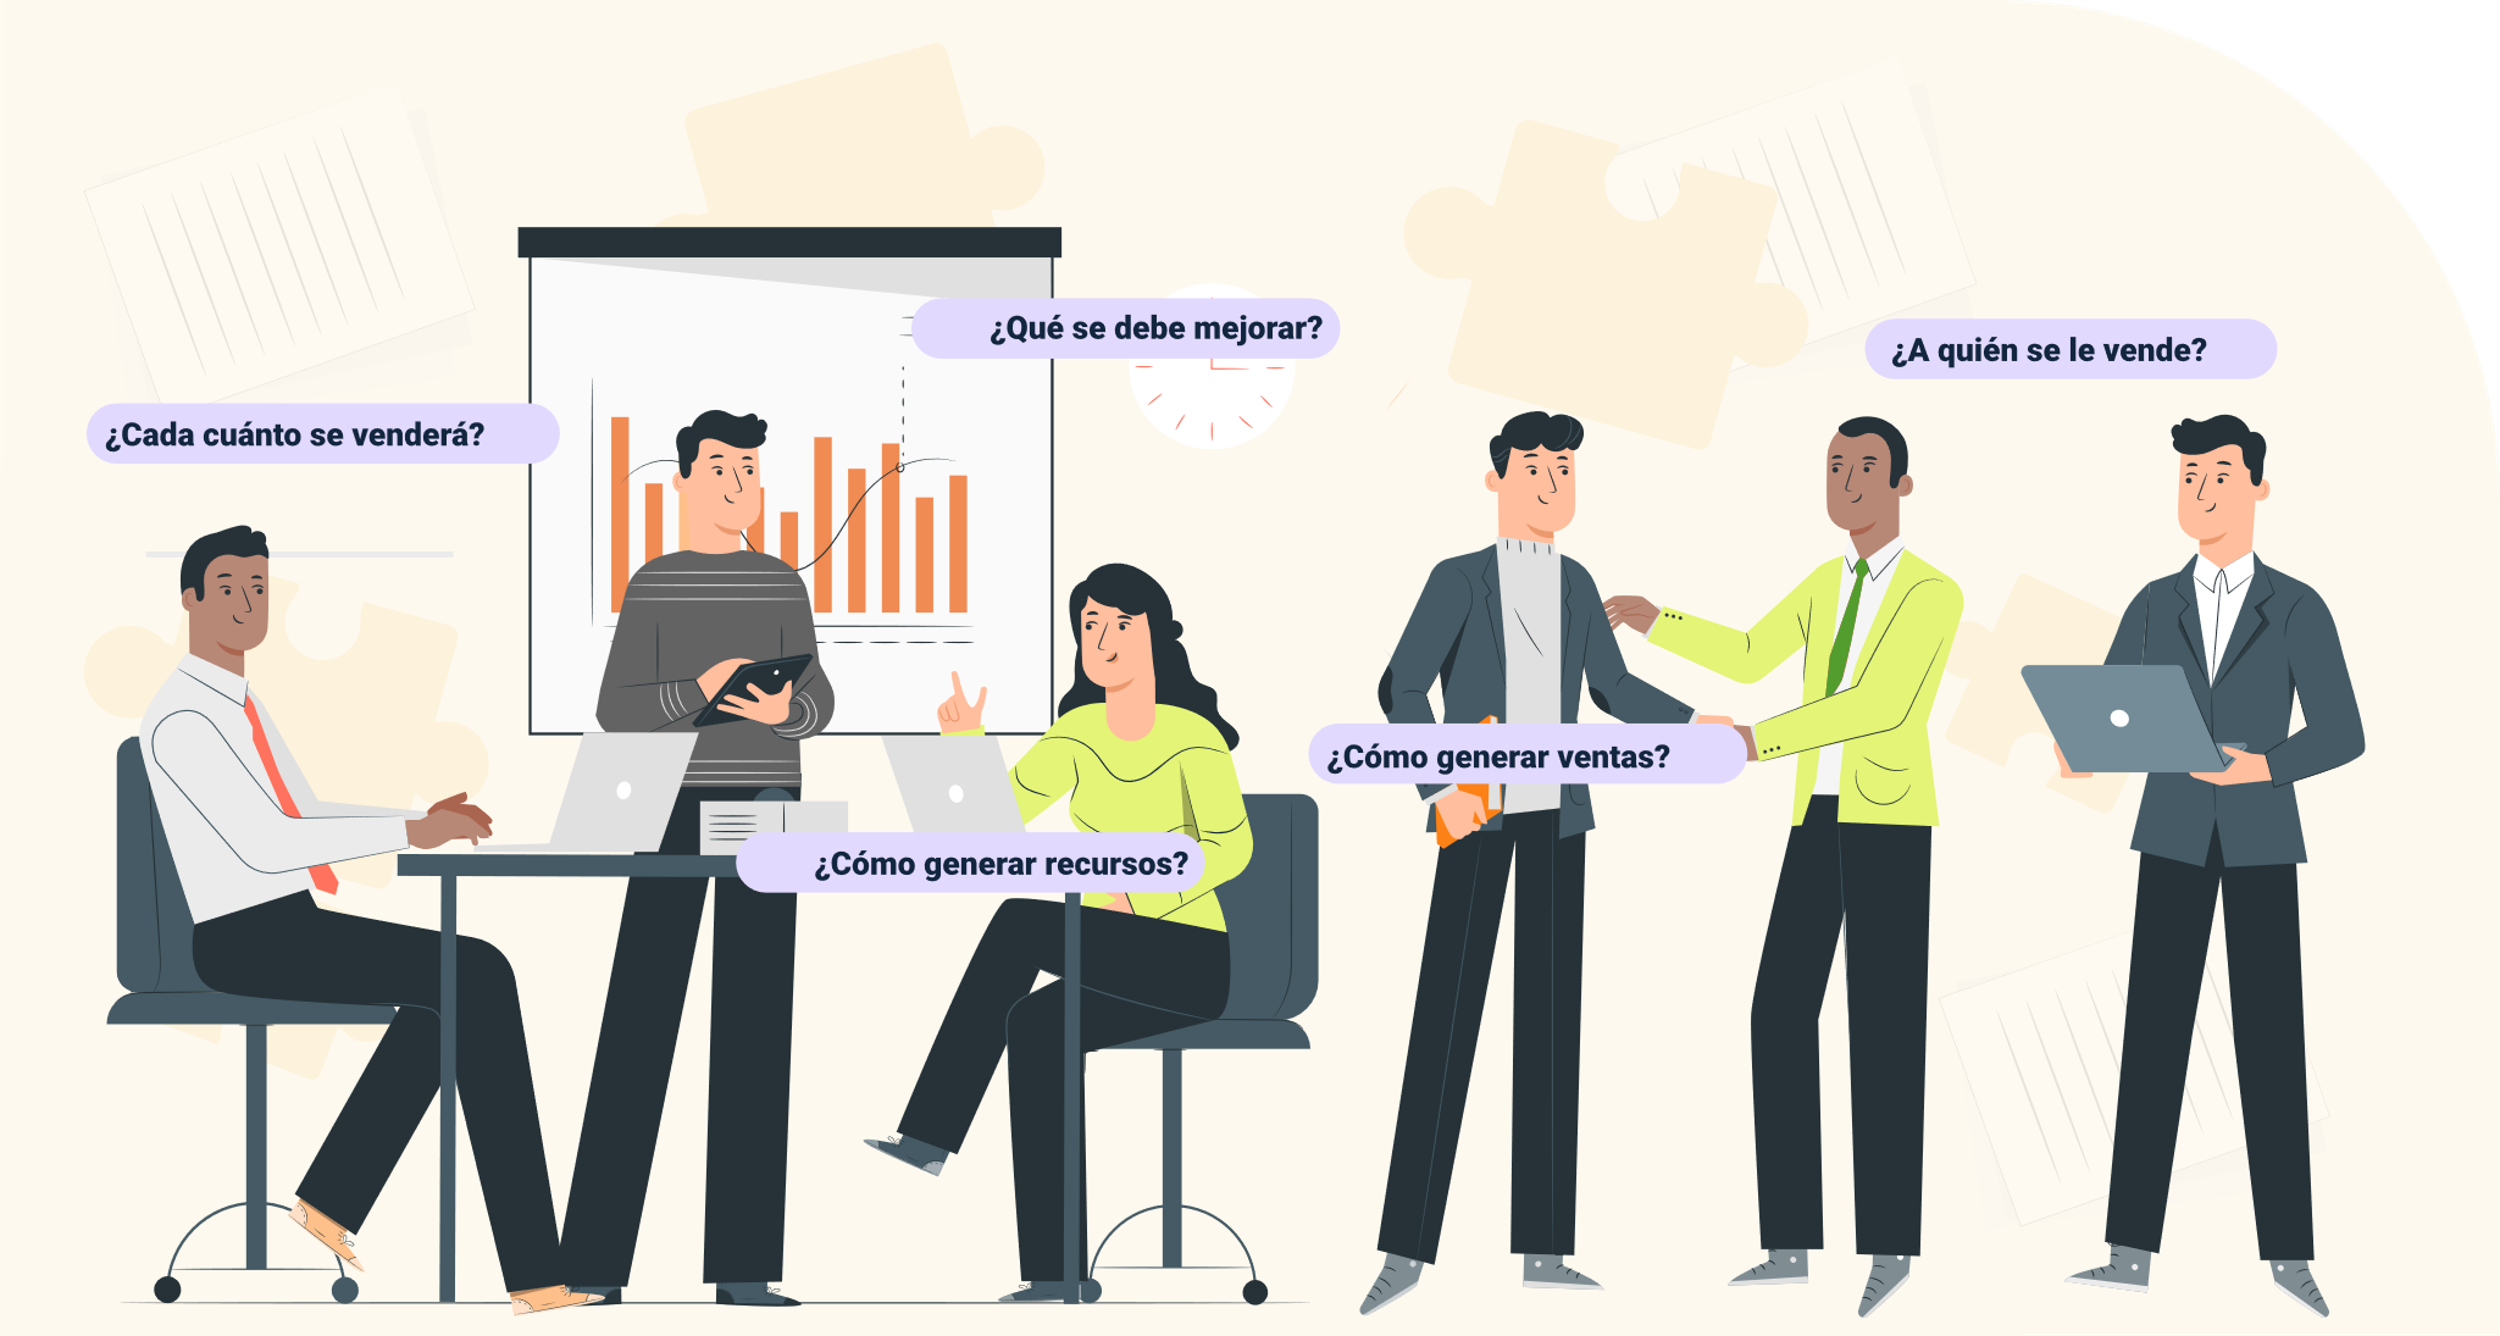 ¿Qué se debe mejorar?
¿A quién se le vende?
¿Cada cuánto se venderá?
¿Cómo generar ventas?
¿Cómo generar recursos?